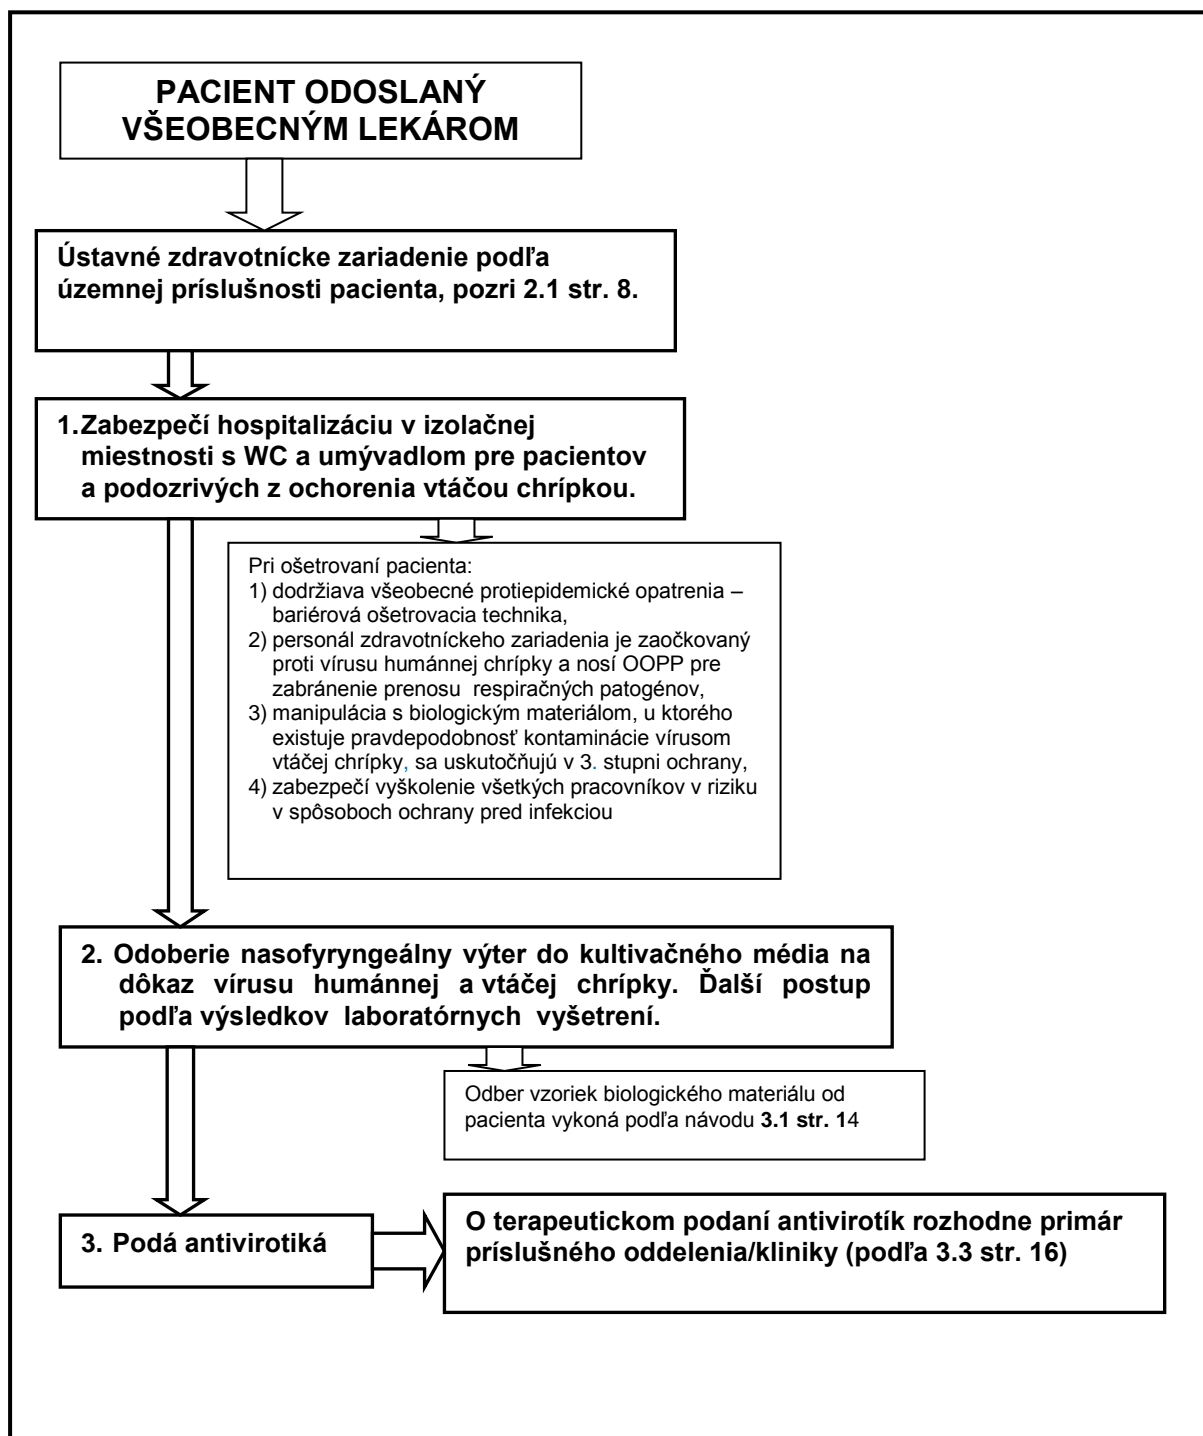 PACIENT ODOSLANÝ
VŠEOBECNÝM LEKÁROM
Ústavné zdravotnícke zariadenie podľa
územnej príslušnosti pacienta, pozri 2.1 str. 8.
1.Zabezpečí hospitalizáciu v izolačnej
miestnosti s WC a umývadlom pre pacientov
a podozrivých z ochorenia vtáčou chrípkou.
Pri ošetrovaní pacienta:
1) dodržiava všeobecné protiepidemické opatrenia –
bariérová ošetrovacia technika,
2) personál zdravotníckeho zariadenia je zaočkovaný
proti vírusu humánnej chrípky a nosí OOPP pre
zabránenie prenosu respiračných patogénov,
3) manipulácia s biologickým materiálom, u ktorého
existuje pravdepodobnosť kontaminácie vírusom
vtáčej chrípky, sa uskutočňujú v 3. stupni ochrany,
4) zabezpečí vyškolenie všetkých pracovníkov v riziku
v spôsoboch ochrany pred infekciou
2. Odoberie nasofyryngeálny výter do kultivačného média na
dôkaz vírusu humánnej a vtáčej chrípky. Ďalší postup
podľa výsledkov laboratórnych vyšetrení.
Odber vzoriek biologického materiálu od
pacienta vykoná podľa návodu 3.1 str. 14
3. Podá antivirotiká
O terapeutickom podaní antivirotík rozhodne primár
príslušného oddelenia/kliniky (podľa 3.3 str. 16)